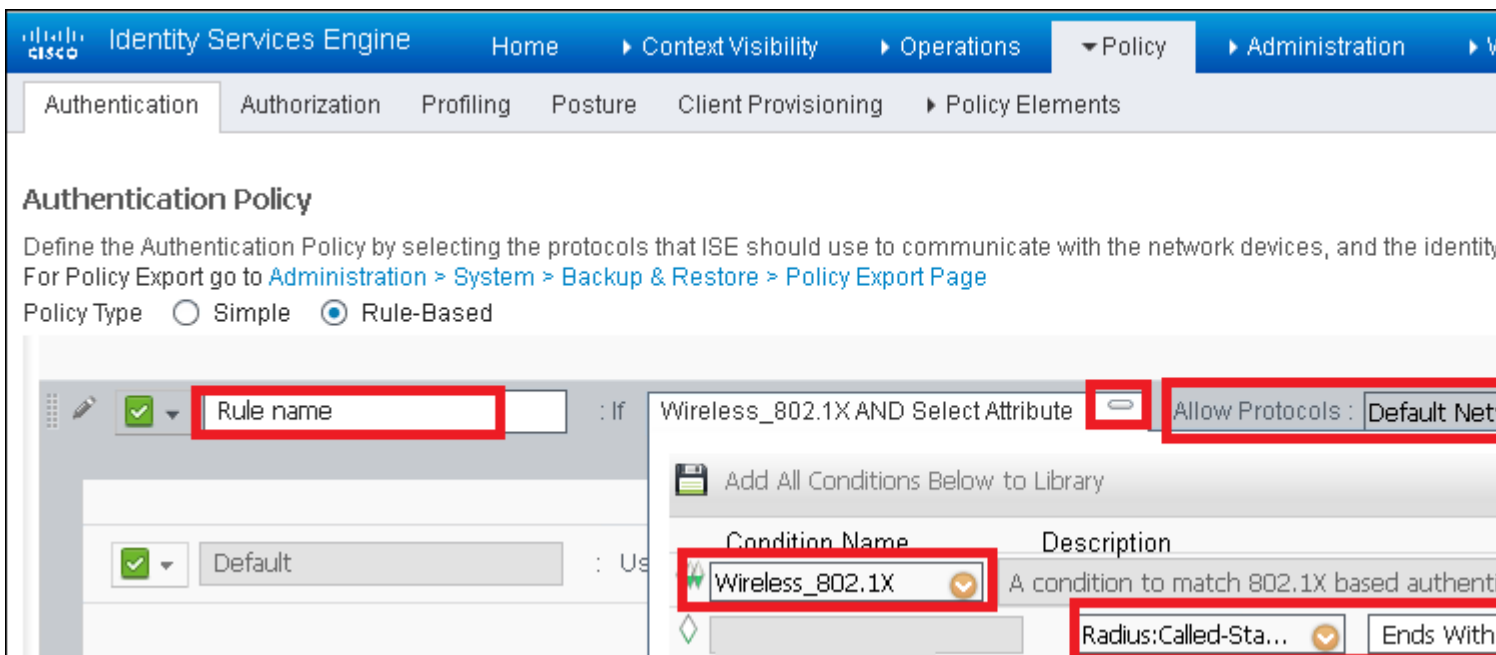 cisco Identity Services Engine Home Context Visibility Operations Policy Administration
Authentication Authorization Profiling Posture Client Provisioning Policy Elements
Authentication Policy
Define the Authentication Policy by selecting the protocols that ISE should use to communicate with the network devices, and the identity
For Policy Export go to Administration > System > Backup & Restore > Policy Export Page
Policy Type Simple Rule-Based
Rule name : If Wireless_802.1X AND Select Attribute Allow Protocols : Default Net
Add All Conditions Below to Library
Condition Name Description
Default : Us
Wireless_802.1X A condition to match 802.1X based authenti
Radius:Called-Sta... Ends With